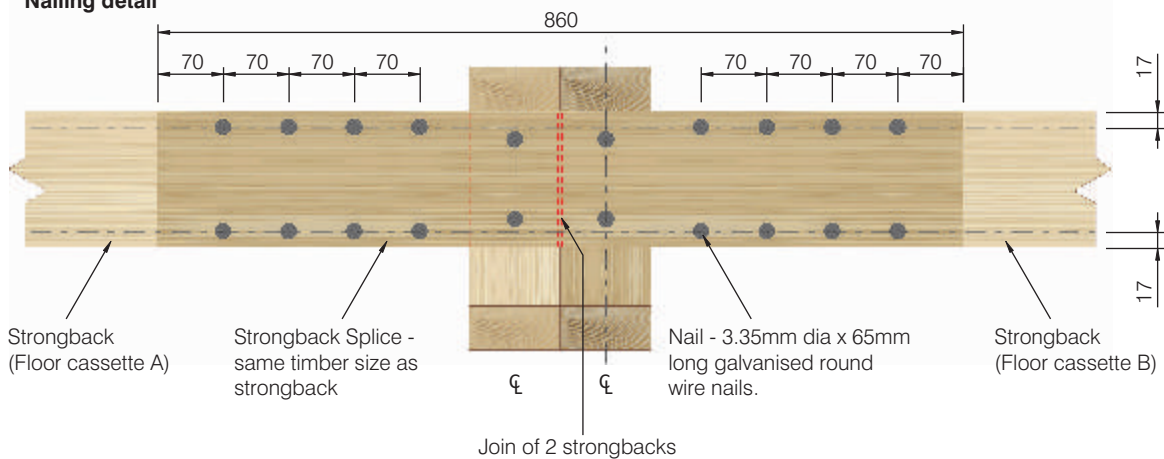 Nailing detail
860
70 70 70 70 70 70 70 70
17
17
Strongback
(Floor cassette A)
Strongback Splice -
same timber size as
strongback
℄
℄
Nail - 3.35mm dia x 65mm
long galvanised round
wire nails.
Strongback
(Floor cassette B)
Join of 2 strongbacks